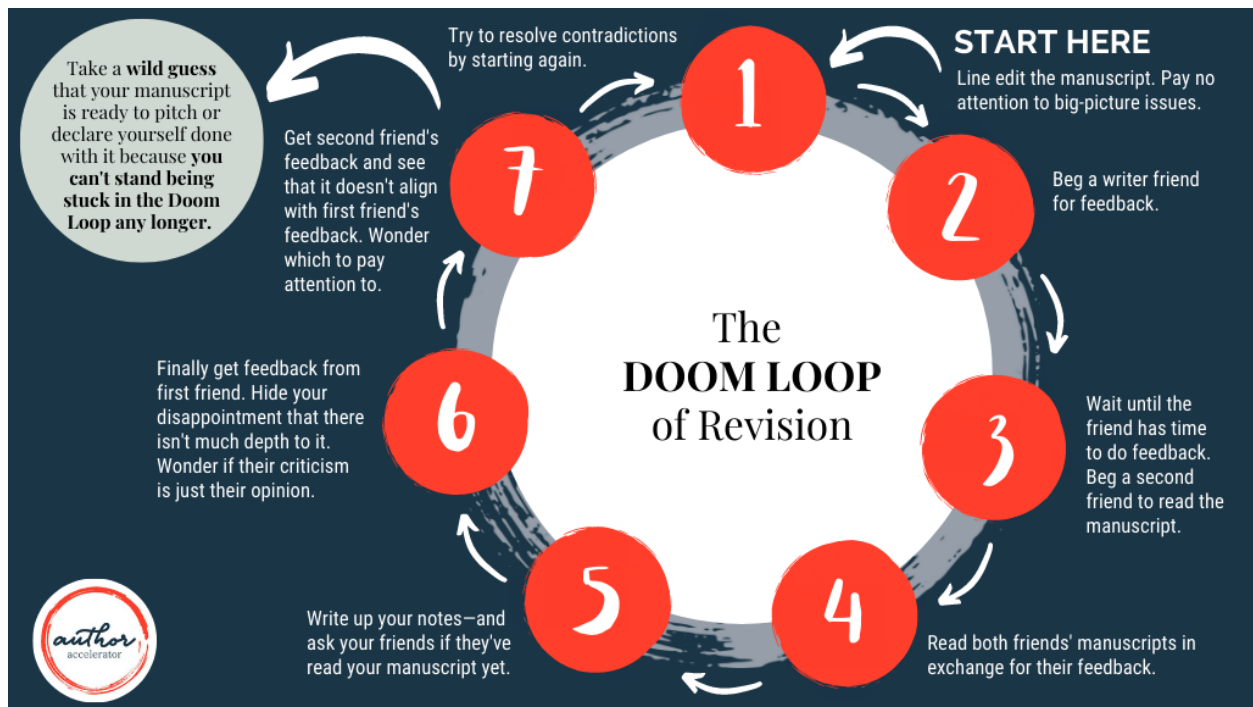 START HERE
Line edit the manuscript. Pay no
attention to big-picture issues.
1
2
Beg a writer friend
for feedback.
3
Wait until the
friend has time
to do feedback.
Beg a second
friend to read the
manuscript.
4
Read both friends' manuscripts in
exchange for their feedback.
5
Write up your notes—and
ask your friends if they've
read your manuscript yet.
6
Finally get feedback from
first friend. Hide your
disappointment that there
isn't much depth to it.
Wonder if their criticism
is just their opinion.
7
Get second friend's
feedback and see
that it doesn't align
with first friend's
feedback. Wonder
which to pay
attention to.
Try to resolve contradictions
by starting again.
Take a wild guess
that your manuscript
is ready to pitch or
declare yourself done
with it because you
can't stand being
stuck in the Doom
Loop any longer.
The
DOOM LOOP
of Revision
author
accelerator